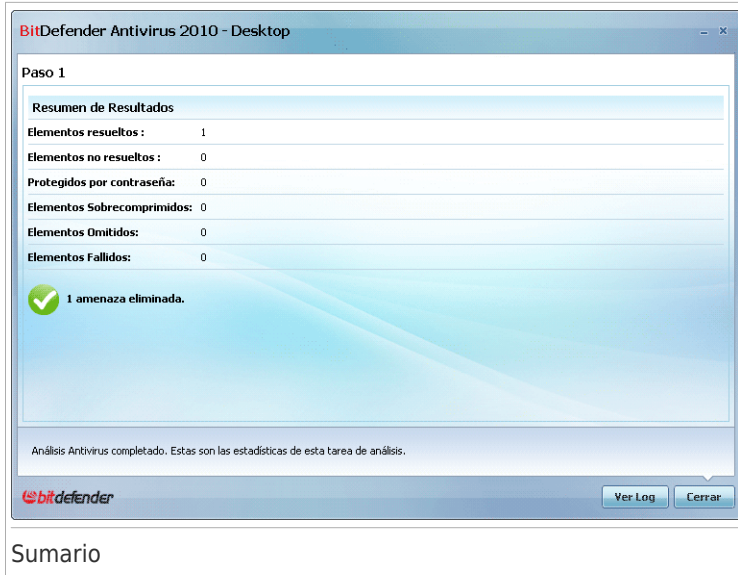 BitDefender Antivirus 2010 - Desktop
Paso 1
Resumen de Resultados
Elementos resueltos : 1
Elementos no resueltos : 0
Protegidos por contraseña: 0
Elementos Sobrecomprimidos: 0
Elementos Omitidos: 0
Elementos Fallidos: 0
1 amenaza eliminada.
Análisis Antivirus completado. Estas son las estadísticas de esta tarea de análisis.
bitdefender
Ver Log
Cerrar
Sumario